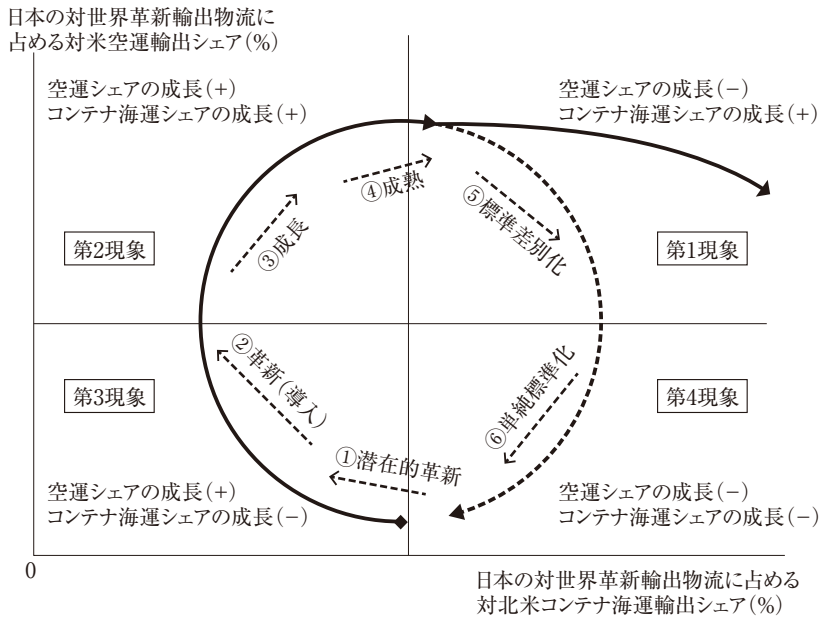 日本の対世界革新輸出物流に
占める対米空運輸出シェア(%)
空運シェアの成長(+)
コンテナ海運シェアの成長(+)
空運シェアの成長(−)
コンテナ海運シェアの成長(+)
④成熟
⑤標準差別化
③成長
第2現象
第1現象
②革新(導入)
⑥単純標準化
第3現象
第4現象
①潜在的革新
空運シェアの成長(+)
コンテナ海運シェアの成長(−)
空運シェアの成長(−)
コンテナ海運シェアの成長(−)
0
日本の対世界革新輸出物流に占める
対北米コンテナ海運輸出シェア(%)